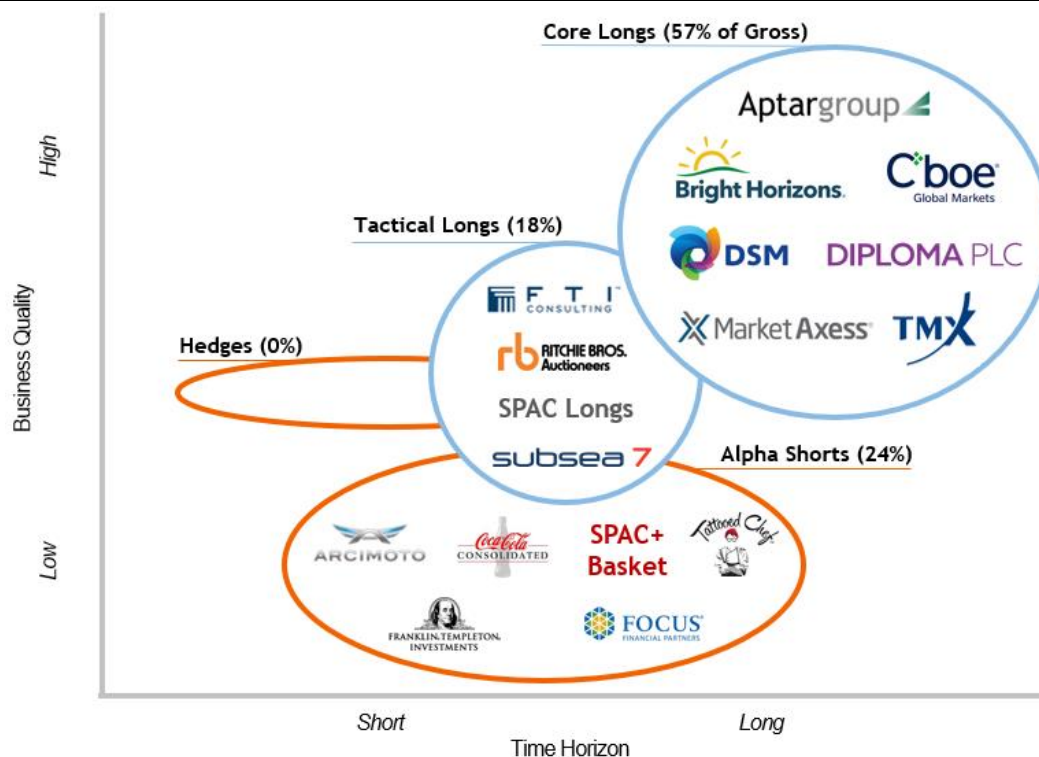 Core Longs (57% of Gross)
Aptargroup
High
Bright Horizons.
Cboe
Global Markets
Tactical Longs (18%)
DSM
DIPLOMA PLC
FTI™
CONSULTING
Business Quality
MarketAxess®
TMX
Hedges (0%)
rb RITCHIE BROS.
Auctioneers
SPAC Longs
subsea 7
Alpha Shorts (24%)
Low
ARCIMOTO
Coca-Cola
CONSOLIDATED
SPAC+
Basket
Tattooed Chef
FRANKLIN TEMPLETON
INVESTMENTS
FOCUS
FINANCIAL PARTNERS
Short
Long
Time Horizon